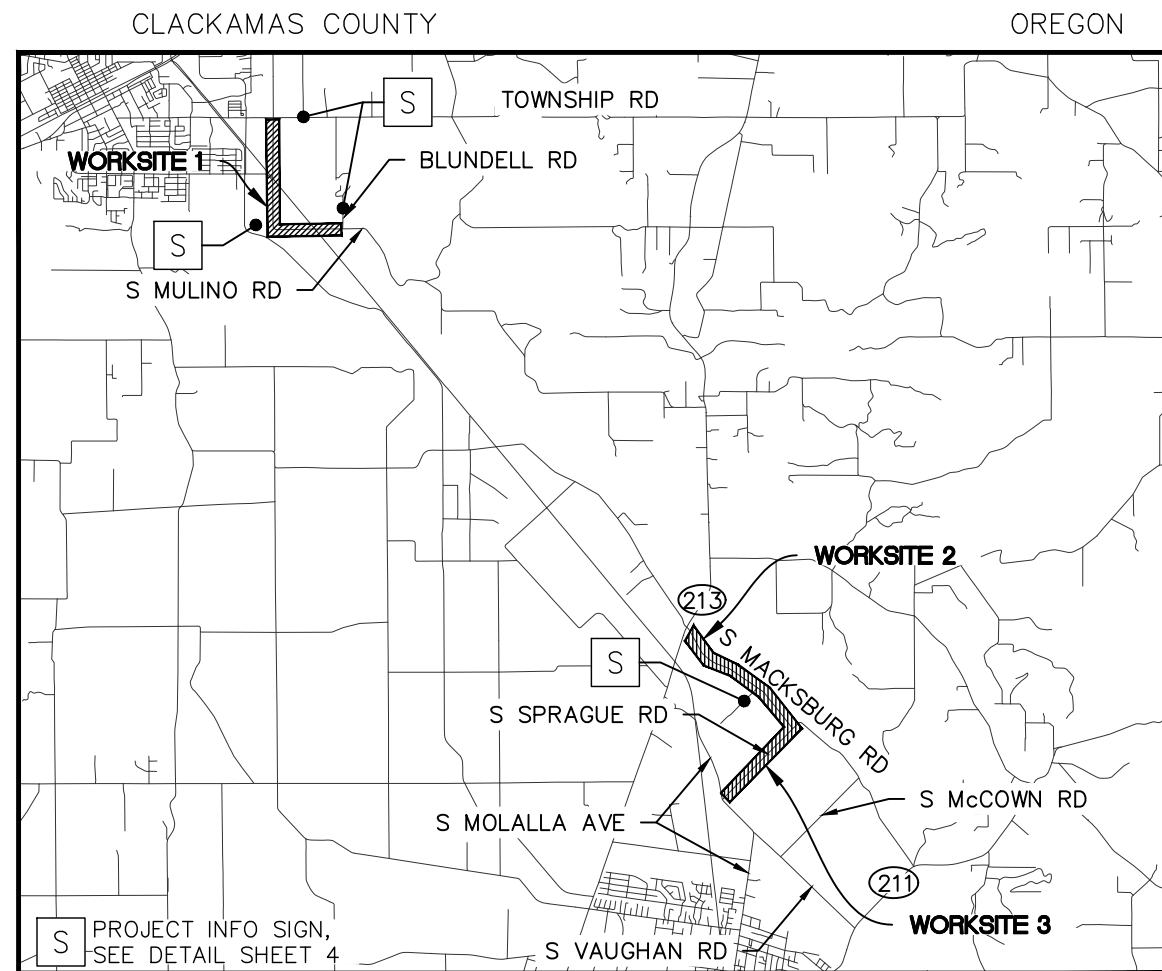 CLACKAMAS COUNTY
OREGON
S
TOWNSHIP RD
WORKSITE 1
BLUNDELL RD
S
S MULINO RD
WORKSITE 2
213
S MACKSBURG RD
S
S SPRAGUE RD
S McCOWN RD
S MOLALLA AVE
211
WORKSITE 3
S
PROJECT INFO SIGN,
SEE DETAIL SHEET 4
S VAUGHAN RD